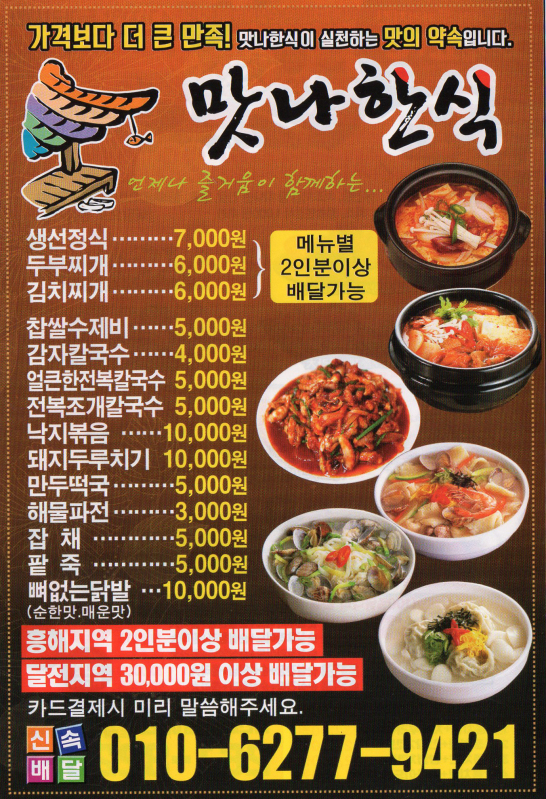 가격보다 더 큰 만족! 맛나한식이 실천하는 맛의 약속입니다.
맛나한식
언제나 즐거움이 함께하는...
생선정식 ········· 7,000원
두부찌개 ········· 6,000원
김치찌개 ········· 6,000원
메뉴별
2인분이상
배달가능
찹쌀수제비 ······ 5,000원
감자칼국수 ······ 4,000원
얼큰한전복칼국수 5,000원
전복조개칼국수 5,000원
낙지볶음 ······ 10,000원
돼지두루치기 10,000원
만두떡국 ········· 5,000원
해물파전 ········· 3,000원
잡 채 ············ 5,000원
팥 죽 ············ 5,000원
뼈없는닭발 ··· 10,000원
(순한맛.매운맛)
흥해지역 2인분이상 배달가능
달전지역 30,000원 이상 배달가능
카드결제시 미리 말씀해주세요.
신속
배달
010-6277-9421